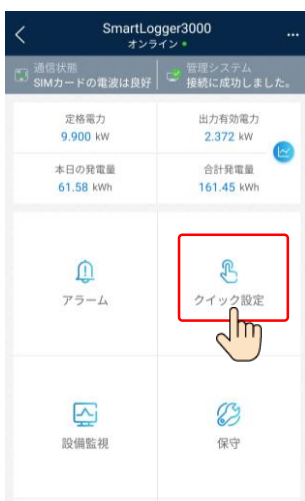 SmartLogger3000
オンライン
通信状態
SIMカードの電波は良好
管理システム
接続に成功しました。
定格電力
9.900 kW
出力有効電力
2.372 kW
本日の発電量
61.58 kWh
合計発電量
161.45 kWh
アラーム
クイック設定
設備監視
保守